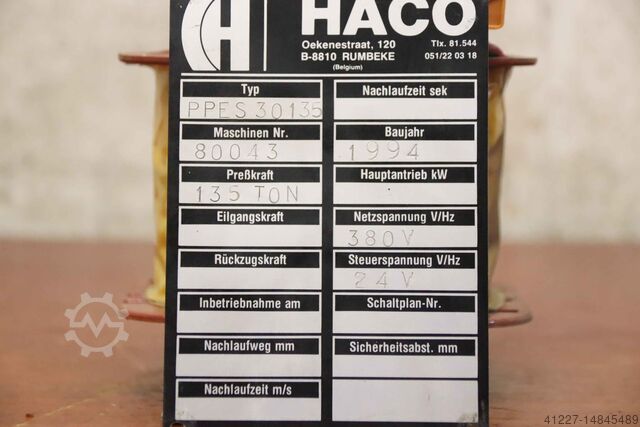 HACO
Oekenestraat, 120
B-8810 RUMBEKE
(Belgium)
Tlx. 81.544
051/22 03 18
Typ
PPES 30135
Nachlaufzeit sek
Maschinen Nr.
80043
Baujahr
1994
Preßkraft
135 TON
Hauptantrieb kW
Eilgangskraft
Netzspannung V/Hz
380V
Rückzugskraft
Steuerspannung V/Hz
24V
Inbetriebnahme am
Schaltplan-Nr.
Nachlaufweg mm
Sicherheitsabst. mm
Nachlaufzeit m/s
41227-14845489